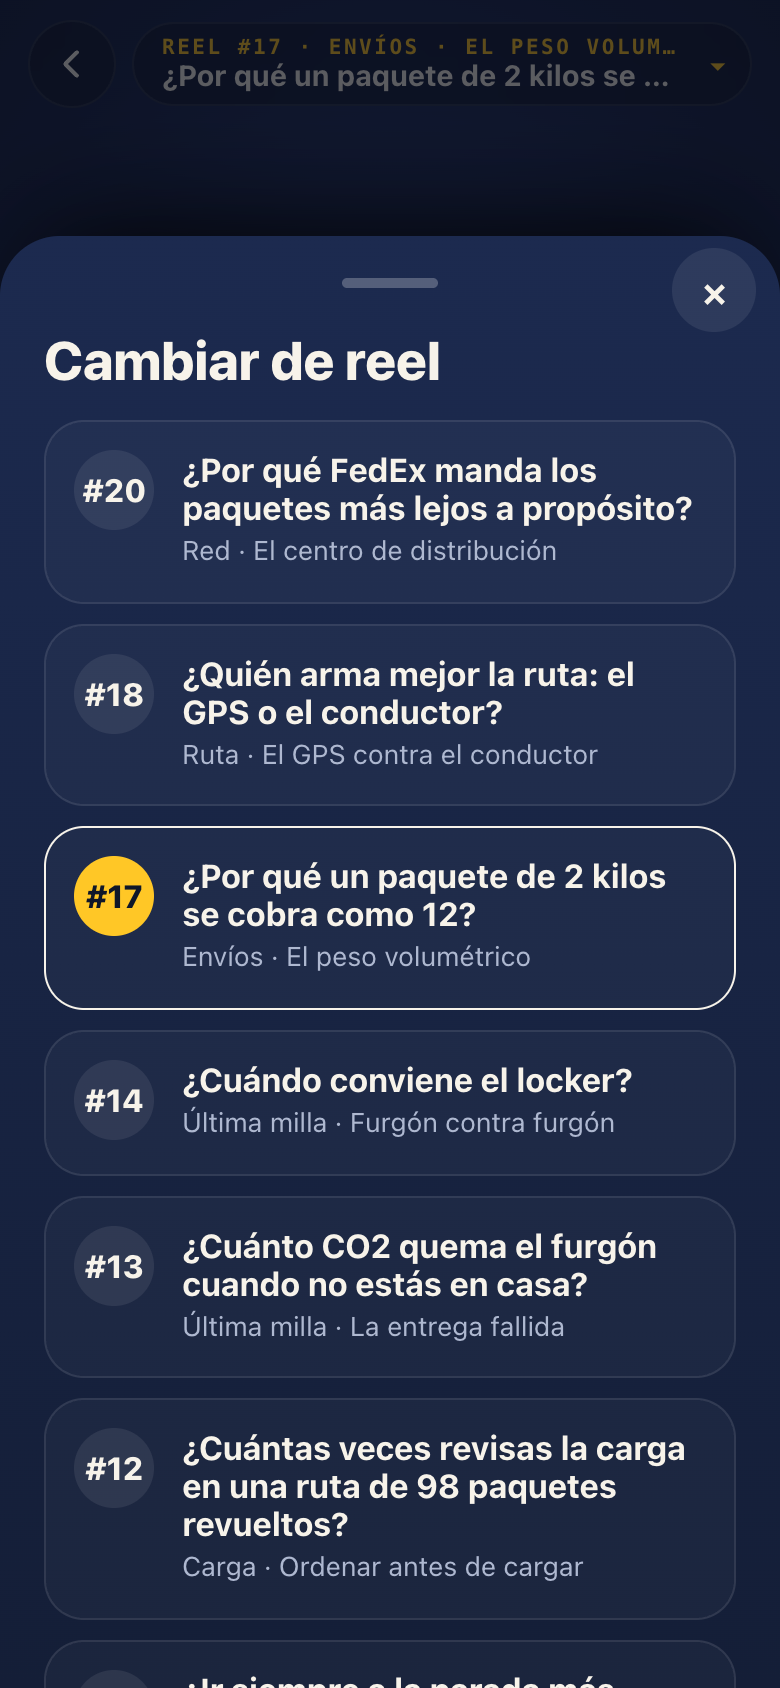 REEL #17 · ENVÍOS · EL PESO VOLUM…
¿Por qué un paquete de 2 kilos se ...
×
Cambiar de reel
#20
¿Por qué FedEx manda los
paquetes más lejos a propósito?
Red · El centro de distribución
#18
¿Quién arma mejor la ruta: el
GPS o el conductor?
Ruta · El GPS contra el conductor
#17
¿Por qué un paquete de 2 kilos
se cobra como 12?
Envíos · El peso volumétrico
#14
¿Cuándo conviene el locker?
Última milla · Furgón contra furgón
#13
¿Cuánto CO2 quema el furgón
cuando no estás en casa?
Última milla · La entrega fallida
#12
¿Cuántas veces revisas la carga
en una ruta de 98 paquetes
revueltos?
Carga · Ordenar antes de cargar
¿Ir siempre a la parada más